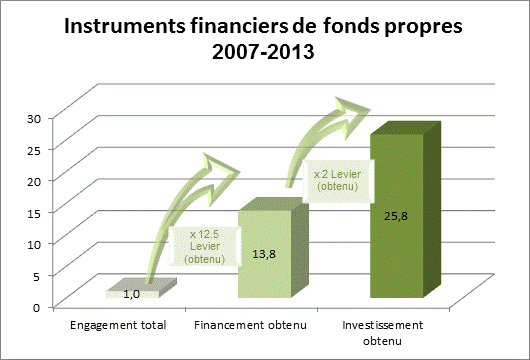 Instruments financiers de fonds propres
2007-2013
30
25
20
15
10
5
0
x 12.5
Levier
(obtenu)
x 2 Levier
(obtenu)
1,0
13,8
25,8
Engagement total
Financement obtenu
Investissement
obtenu